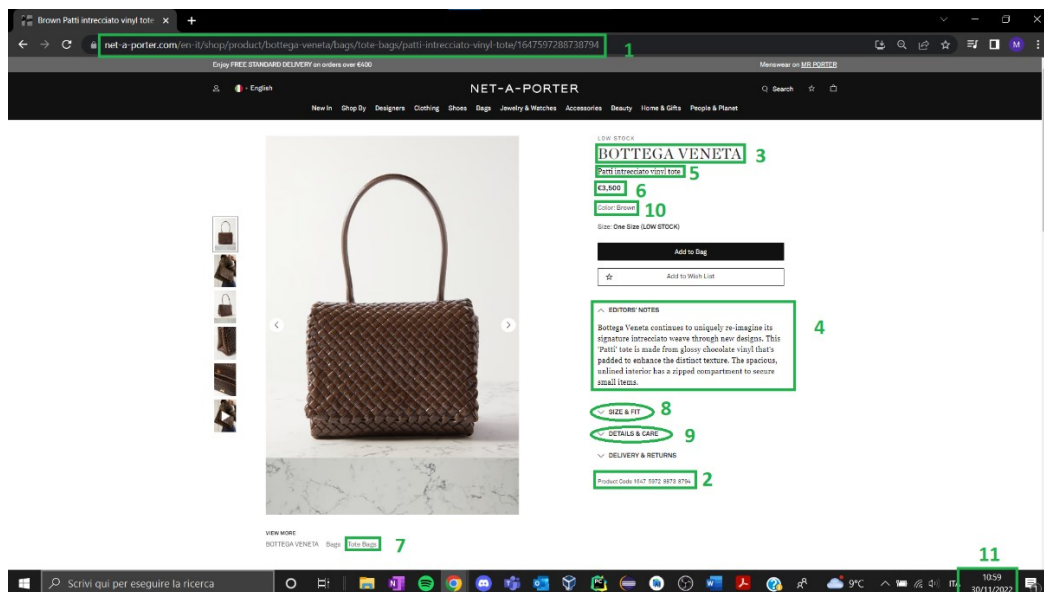 Brown Patti intrecciato vinyl tote
net-a-porter.com/en-it/shop/product/bottega-veneta/bags/tote-bags/patti-intrecciato-vinyl-tote/1647597288738794
1
M
Enjoy FREE STANDARD DELIVERY on orders over €400
Menswear on MR PORTER
- English
NET-A-PORTER
Search
New In Shop By Designers Clothing Shoes Bags Jewelry & Watches Accessories Beauty Home & Gifts People & Planet
LOW STOCK
BOTTEGA VENETA 3
Patti intrecciato vinyl tote 5
€3,500 6
Color: Brown 10
Size: One Size (LOW STOCK)
Add to Bag
Add to Wish List
EDITORS' NOTES
4
Bottega Veneta continues to uniquely re-imagine its
signature intrecciato weave through new designs. This
'Patti' tote is made from glossy chocolate vinyl that's
padded to enhance the distinct texture. The spacious,
unlined interior has a zipped compartment to secure
small items.
SIZE & FIT 8
DETAILS & CARE 9
DELIVERY & RETURNS
Product Code 1647 5972 8873 8794 2
VIEW MORE
BOTTEGA VENETA Bags Tote Bags 7
11
Scrivi qui per eseguire la ricerca
9°C
ITA
10:59
30/11/2022